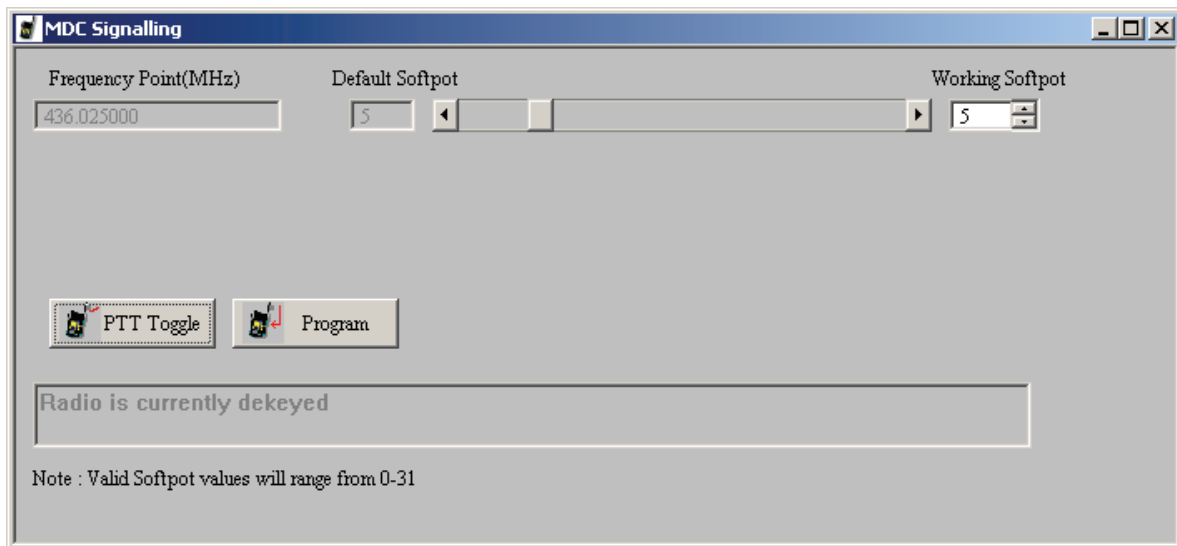 MDC Signalling
Frequency Point(MHz) Default Softpot Working Softpot
436.025000 5 5
PTT Toggle Program
Radio is currently dekeyed
Note : Valid Softpot values will range from 0-31